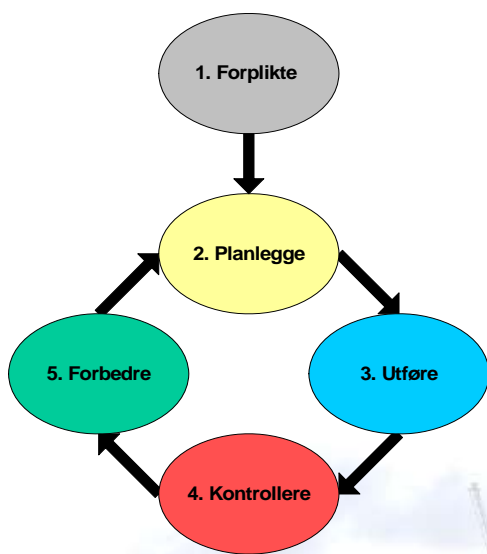 1. Forplikte
2. Planlegge
5. Forbedre
3. Utføre
4. Kontrollere